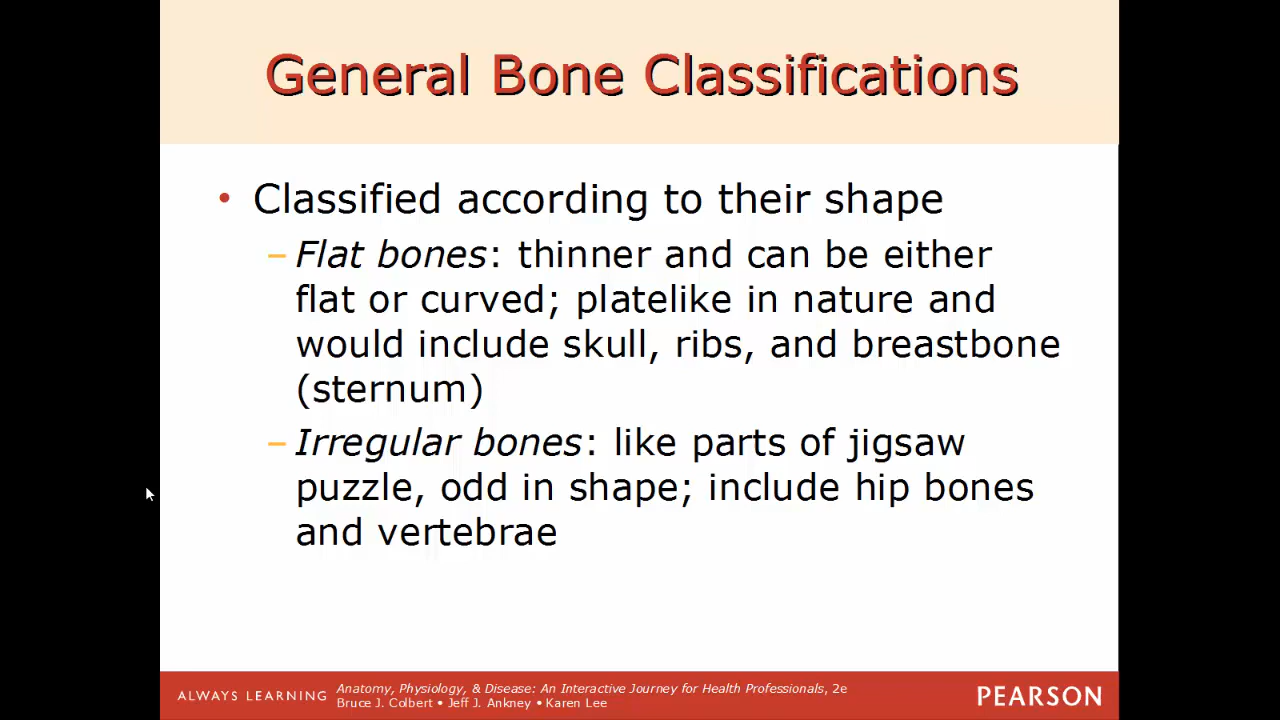 General Bone Classifications
• Classified according to their shape
– Flat bones: thinner and can be either
flat or curved; platelike in nature and
would include skull, ribs, and breastbone
(sternum)
– Irregular bones: like parts of jigsaw
puzzle, odd in shape; include hip bones
and vertebrae
ALWAYS LEARNING
Anatomy, Physiology, & Disease: An Interactive Journey for Health Professionals, 2e
Bruce J. Colbert • Jeff J. Ankney • Karen Lee
PEARSON